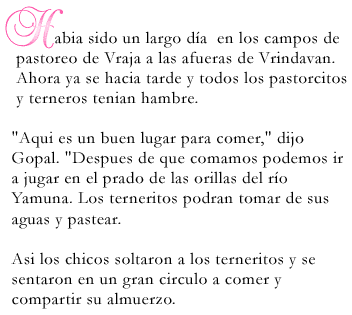 Habia sido un largo día en los campos de
pastoreo de Vraja a las afueras de Vrindavan.
Ahora ya se hacia tarde y todos los pastorcitos
y terneros tenian hambre.
"Aqui es un buen lugar para comer," dijo
Gopal. "Despues de que comamos podemos ir
a jugar en el prado de las orillas del río
Yamuna. Los terneritos podran tomar de sus
aguas y pastear.
Asi los chicos soltaron a los terneritos y se
sentaron en un gran circulo a comer y
compartir su almuerzo.